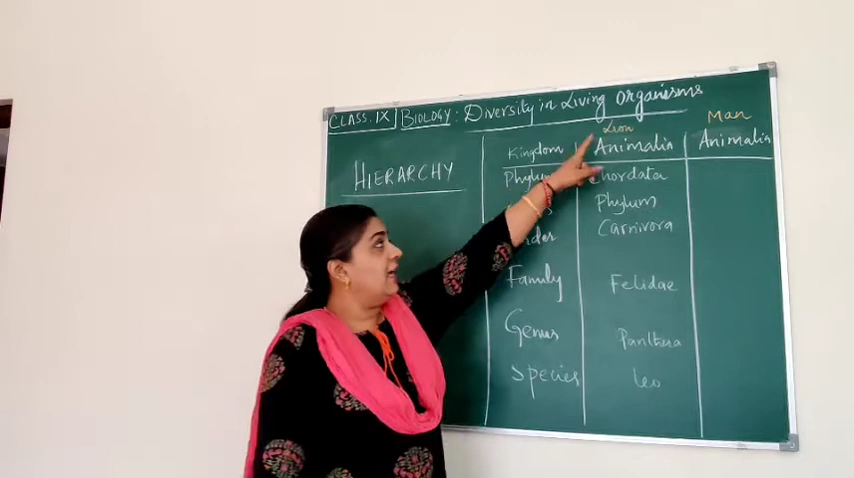 CLASS. IX] BIOLOGY: Diversity in Living Organisms
Lion Man
HIERARCHY Kingdom Animalia Animalia
Chordata
Phylum
Carnivora
Family Felidae
Genus Panthera
Species Leo